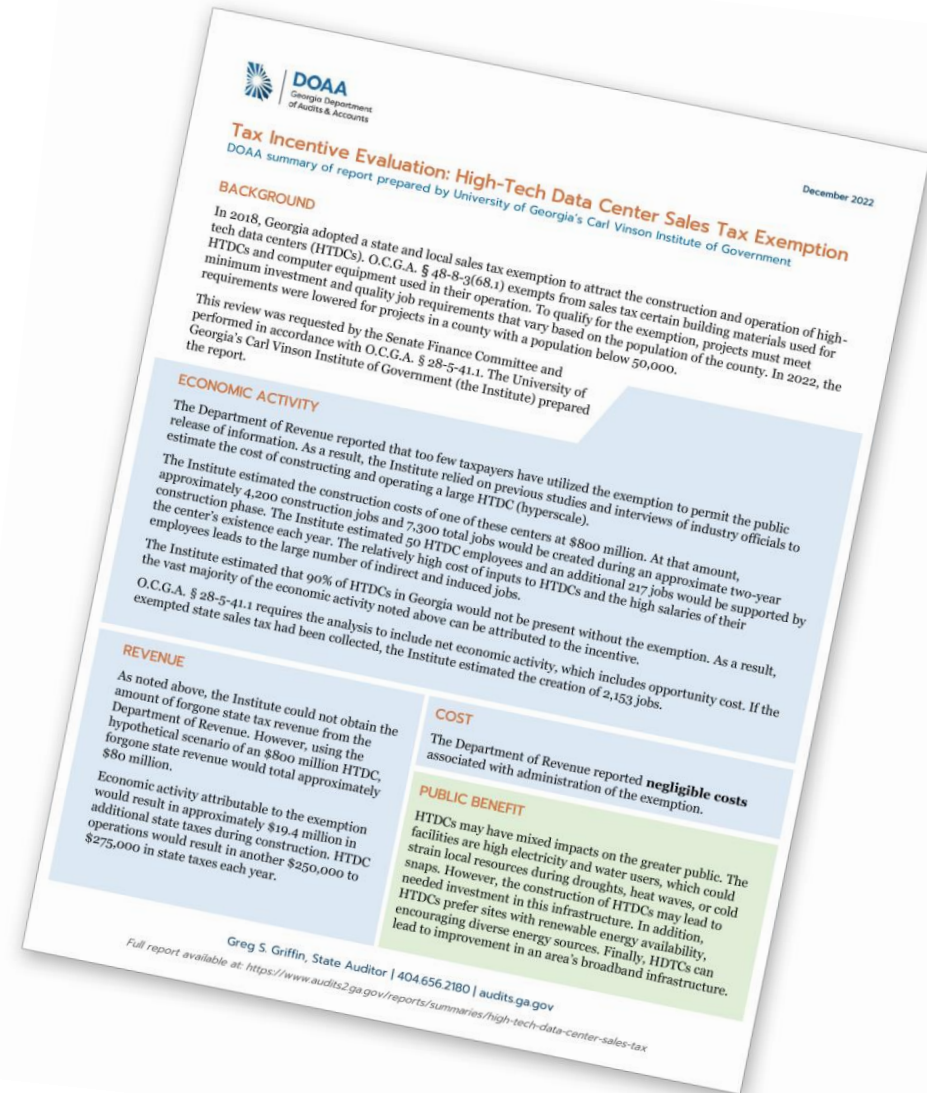 DOAA
Georgia Department
of Audits & Accounts
December 2022
Tax Incentive Evaluation: High-Tech Data Center Sales Tax Exemption
DOAA summary of report prepared by University of Georgia's Carl Vinson Institute of Government
BACKGROUND
In 2018, Georgia adopted a state and local sales tax exemption to attract the construction and operation of high-
tech data centers (HTDCs). O.C.G.A. § 48-8-3(68.1) exempts from sales tax certain building materials used for
HTDCs and computer equipment used in their operation. To qualify for the exemption, projects must meet
minimum investment and quality job requirements that vary based on the population of the county. In 2022, the
requirements were lowered for projects in a county with a population below 50,000.
This review was requested by the Senate Finance Committee and
performed in accordance with O.C.G.A. § 28-5-41.1. The University of
Georgia's Carl Vinson Institute of Government (the Institute) prepared
the report.
ECONOMIC ACTIVITY
The Department of Revenue reported that too few taxpayers have utilized the exemption to permit the public
release of information. As a result, the Institute relied on previous studies and interviews of industry officials to
estimate the cost of constructing and operating a large HTDC (hyperscale).
The Institute estimated the construction costs of one of these centers at $800 million. At that amount,
approximately 4,200 construction jobs and 7,300 total jobs would be created during an approximate two-year
construction phase. The Institute estimated 50 HTDC employees and an additional 217 jobs would be supported by
the center's existence each year. The relatively high cost of inputs to HTDCs and the high salaries of their
employees leads to the large number of indirect and induced jobs.
The Institute estimated that 90% of HTDCs in Georgia would not be present without the exemption. As a result,
the vast majority of the economic activity noted above can be attributed to the incentive.
O.C.G.A. § 28-5-41.1 requires the analysis to include net economic activity, which includes opportunity cost. If the
exempted state sales tax had been collected, the Institute estimated the creation of 2,153 jobs.
REVENUE
As noted above, the Institute could not obtain the
amount of forgone state tax revenue from the
Department of Revenue. However, using the
hypothetical scenario of an $800 million HTDC,
forgone state revenue would total approximately
$80 million.
Economic activity attributable to the exemption
would result in approximately $19.4 million in
additional state taxes during construction. HTDC
operations would result in another $250,000 to
$275,000 in state taxes each year.
COST
The Department of Revenue reported negligible costs
associated with administration of the exemption.
PUBLIC BENEFIT
HTDCs may have mixed impacts on the greater public. The
facilities are high electricity and water users, which could
strain local resources during droughts, heat waves, or cold
snaps. However, the construction of HTDCs may lead to
needed investment in this infrastructure. In addition,
HTDCs prefer sites with renewable energy availability,
encouraging diverse energy sources. Finally, HDTCs can
lead to improvement in an area's broadband infrastructure.
Greg S. Griffin, State Auditor | 404.656.2180 | audits.ga.gov
Full report available at: https://www.audits2.ga.gov/reports/summaries/high-tech-data-center-sales-tax